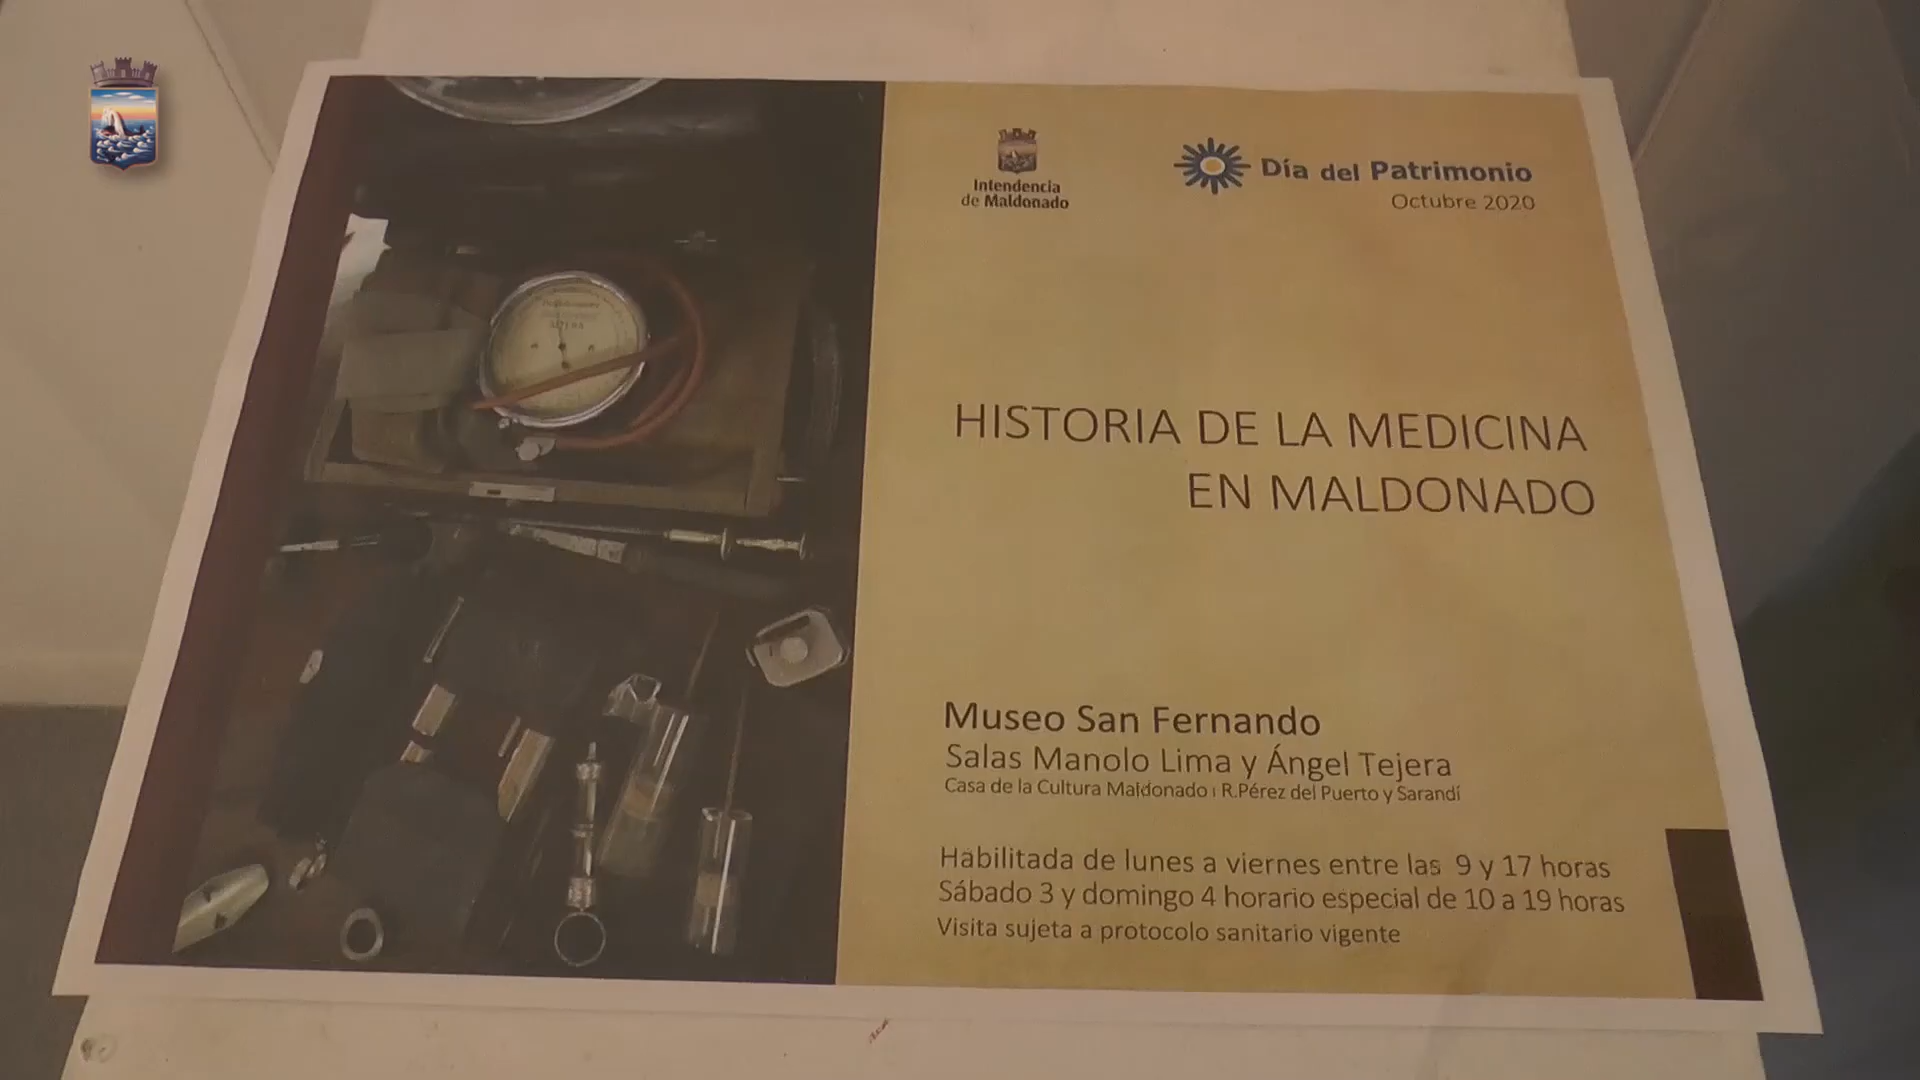 Intendencia
de Maldonado
Día del Patrimonio
Octubre 2020
HISTORIA DE LA MEDICINA
EN MALDONADO
Museo San Fernando
Salas Manolo Lima y Ángel Tejera
Casa de la Cultura Maldonado | R.Pérez del Puerto y Sarandí
Habilitada de lunes a viernes entre las 9 y 17 horas
Sábado 3 y domingo 4 horario especial de 10 a 19 horas
Visita sujeta a protocolo sanitario vigente